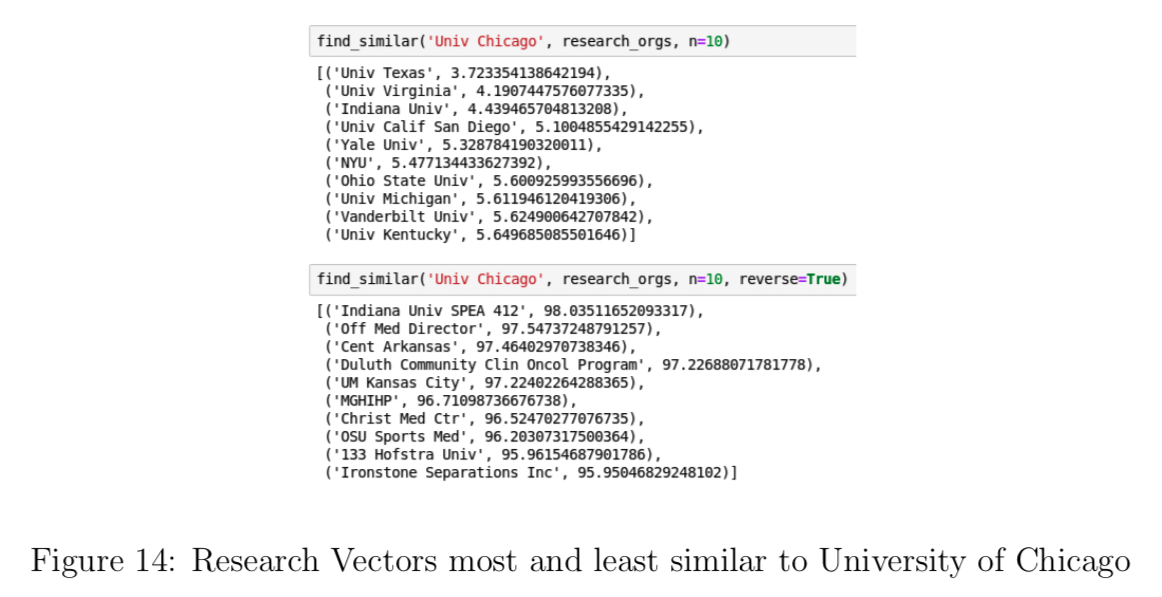 find_similar('Univ Chicago', research_orgs, n=10)
[('Univ Texas', 3.723354138642194),
('Univ Virginia', 4.1907447576077335),
('Indiana Univ', 4.439465704813208),
('Univ Calif San Diego', 5.1004855429142255),
('Yale Univ', 5.328784190320011),
('NYU', 5.477134433627392),
('Ohio State Univ', 5.600925993556696),
('Univ Michigan', 5.611946120419306),
('Vanderbilt Univ', 5.624900642707842),
('Univ Kentucky', 5.649685085501646)]
find_similar('Univ Chicago', research_orgs, n=10, reverse=True)
[('Indiana Univ SPEA 412', 98.03511652093317),
('Off Med Director', 97.54737248791257),
('Cent Arkansas', 97.46402970738346),
('Duluth Community Clin Oncol Program', 97.22688071781778),
('UM Kansas City', 97.22402264288365),
('MGHIHP', 96.71098736676738),
('Christ Med Ctr', 96.52470277076735),
('OSU Sports Med', 96.20307317500364),
('133 Hofstra Univ', 95.96154687901786),
('Ironstone Separations Inc', 95.95046829248102)]
Figure 14: Research Vectors most and least similar to University of Chicago